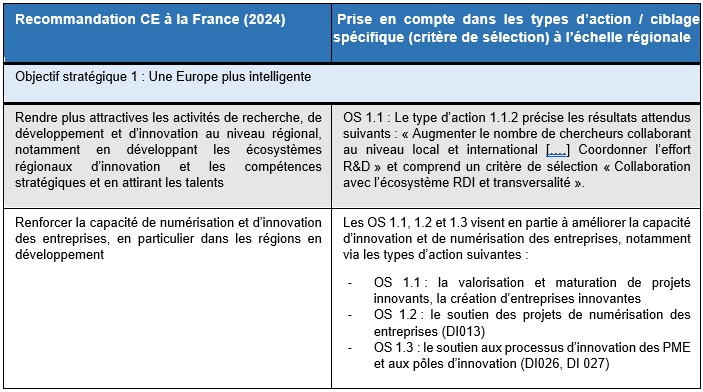 Recommandation CE à la France (2024)
Prise en compte dans les types d’action / ciblage
spécifique (critère de sélection) à l’échelle régionale
Objectif stratégique 1 : Une Europe plus intelligente
Rendre plus attractives les activités de recherche, de
développement et d’innovation au niveau régional,
notamment en développant les écosystèmes
régionaux d’innovation et les compétences
stratégiques et en attirant les talents
OS 1.1 : Le type d’action 1.1.2 précise les résultats attendus
suivants : « Augmenter le nombre de chercheurs collaborant
au niveau local et international [….] Coordonner l’effort
R&D » et comprend un critère de sélection « Collaboration
avec l’écosystème RDI et transversalité ».
Renforcer la capacité de numérisation et d’innovation
des entreprises, en particulier dans les régions en
développement
Les OS 1.1, 1.2 et 1.3 visent en partie à améliorer la capacité
d’innovation et de numérisation des entreprises, notamment
via les types d’action suivantes :
- OS 1.1 : la valorisation et maturation de projets
innovants, la création d’entreprises innovantes
- OS 1.2 : le soutien des projets de numérisation des
entreprises (DI013)
- OS 1.3 : le soutien aux processus d’innovation des PME
et aux pôles d’innovation (DI026, DI 027)